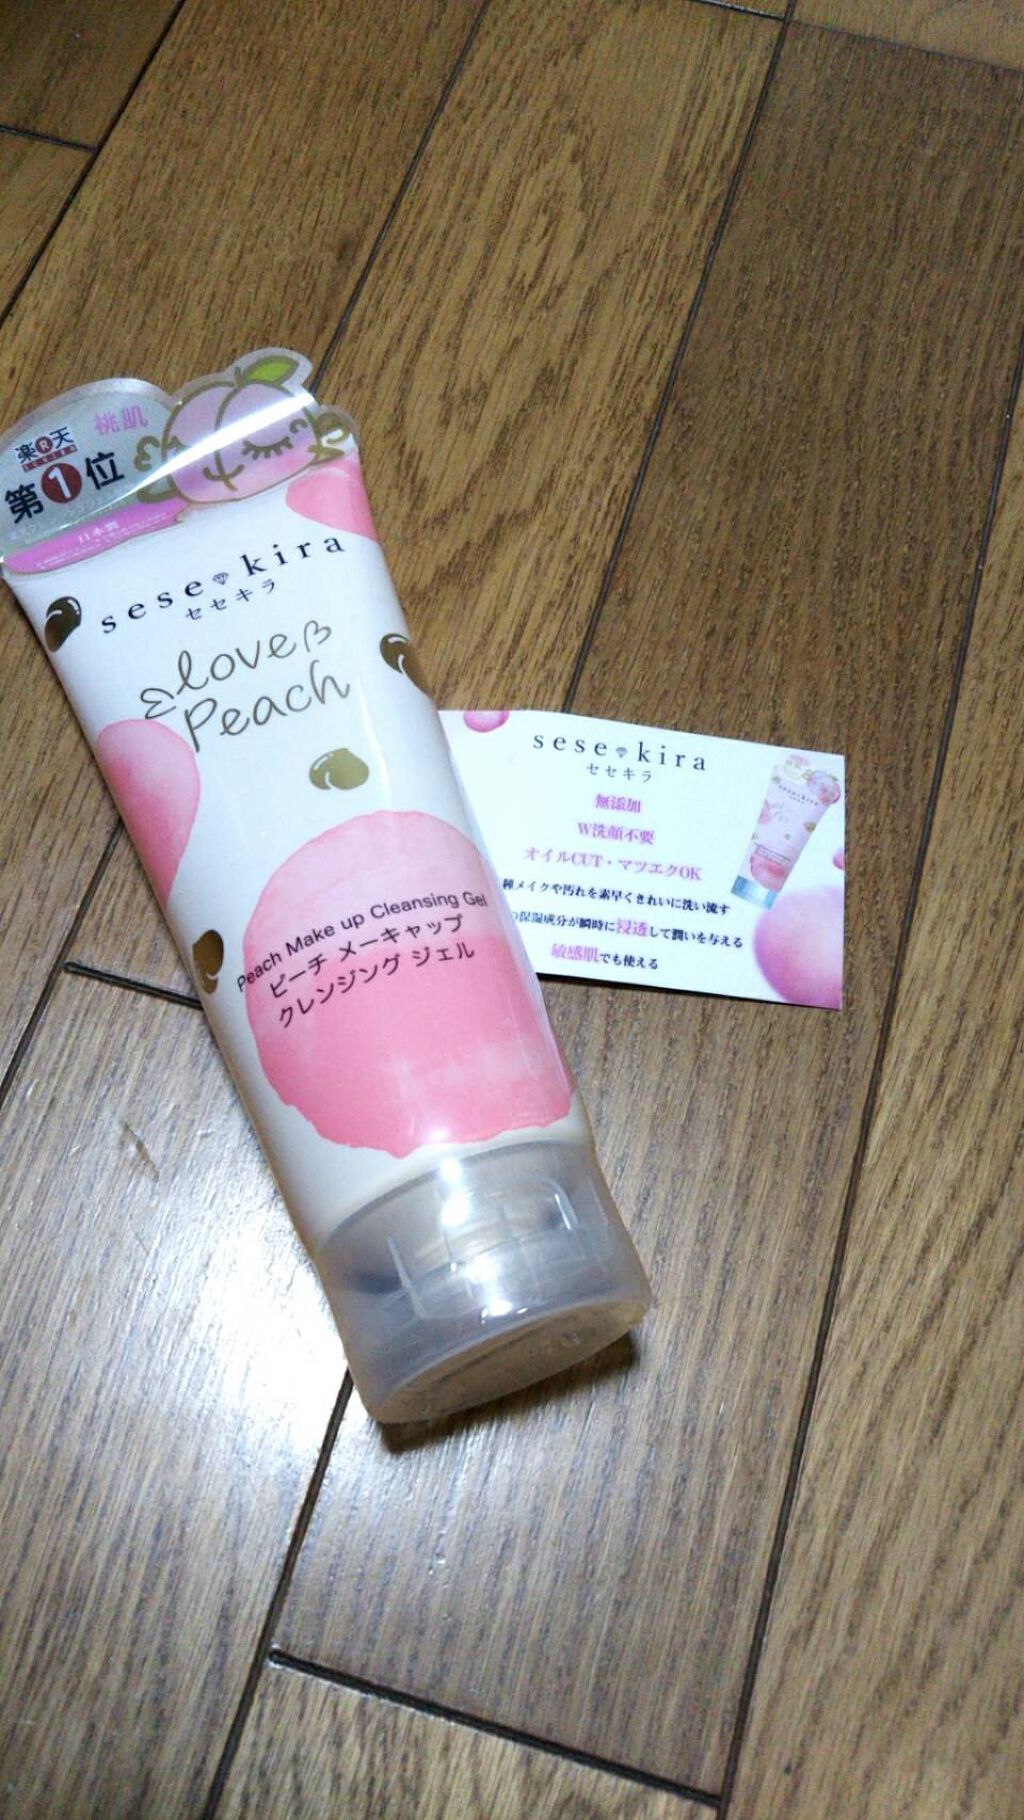 桃肌
楽R天
第1位
日本製
sese kira
セセキラ
love
Peach
Peach Make up Cleansing Gel
ピーチ メーキャップ
クレンジング ジェル
sese kira
セセキラ
無添加
W洗顔不要
オイルCUT・マツエクOK
種メイクや汚れを素早くきれいに洗い流す
の保湿成分が瞬時に浸透して潤いを与える
敏感肌でも使える